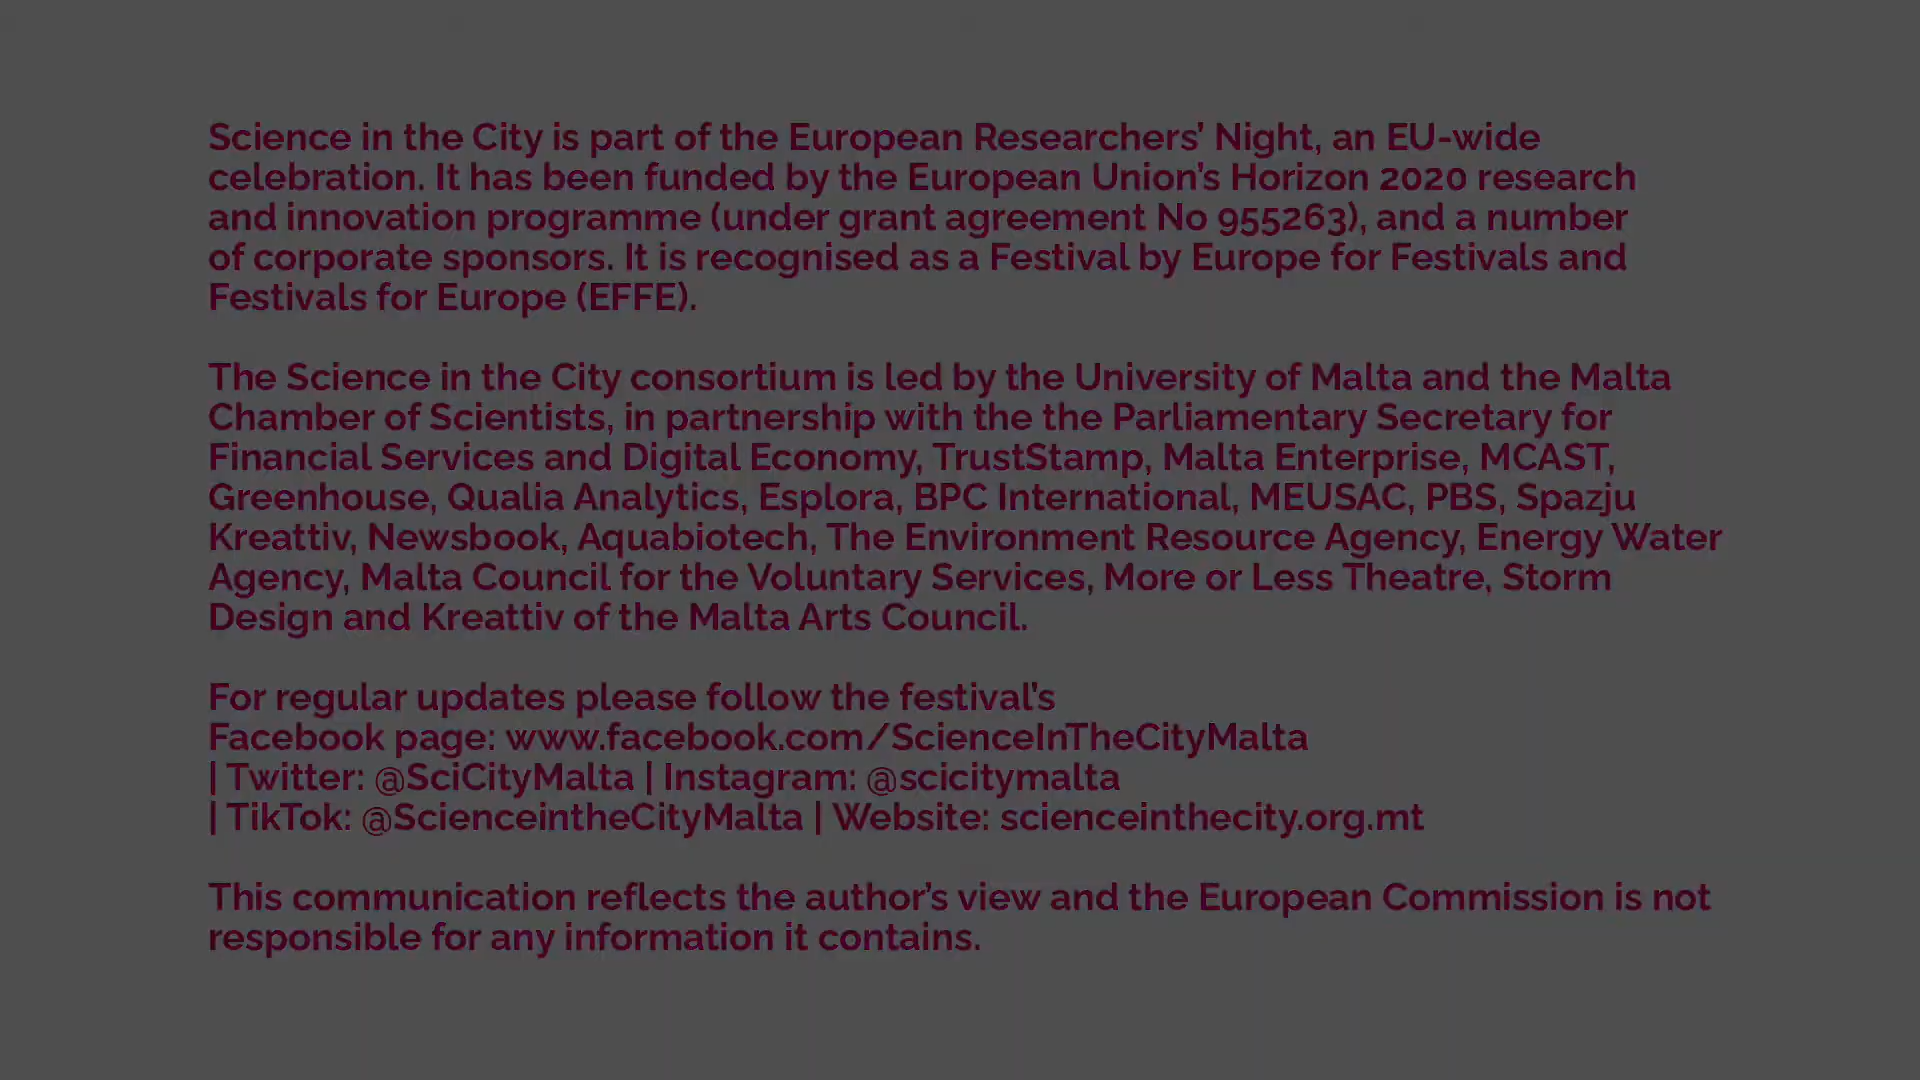 Science in the City is part of the European Researchers’ Night, an EU-wide
celebration. It has been funded by the European Union’s Horizon 2020 research
and innovation programme (under grant agreement No 955263), and a number
of corporate sponsors. It is recognised as a Festival by Europe for Festivals and
Festivals for Europe (EFFE).
The Science in the City consortium is led by the University of Malta and the Malta
Chamber of Scientists, in partnership with the the Parliamentary Secretary for
Financial Services and Digital Economy, TrustStamp, Malta Enterprise, MCAST,
Greenhouse, Qualia Analytics, Esplora, BPC International, MEUSAC, PBS, Spazju
Kreattiv, Newsbook, Aquabiotech, The Environment Resource Agency, Energy Water
Agency, Malta Council for the Voluntary Services, More or Less Theatre, Storm
Design and Kreattiv of the Malta Arts Council.
For regular updates please follow the festival’s
Facebook page: www.facebook.com/ScienceInTheCityMalta
| Twitter: @SciCityMalta | Instagram: @scicitymalta
| TikTok: @ScienceintheCityMalta | Website: scienceinthecity.org.mt
This communication reflects the author’s view and the European Commission is not
responsible for any information it contains.